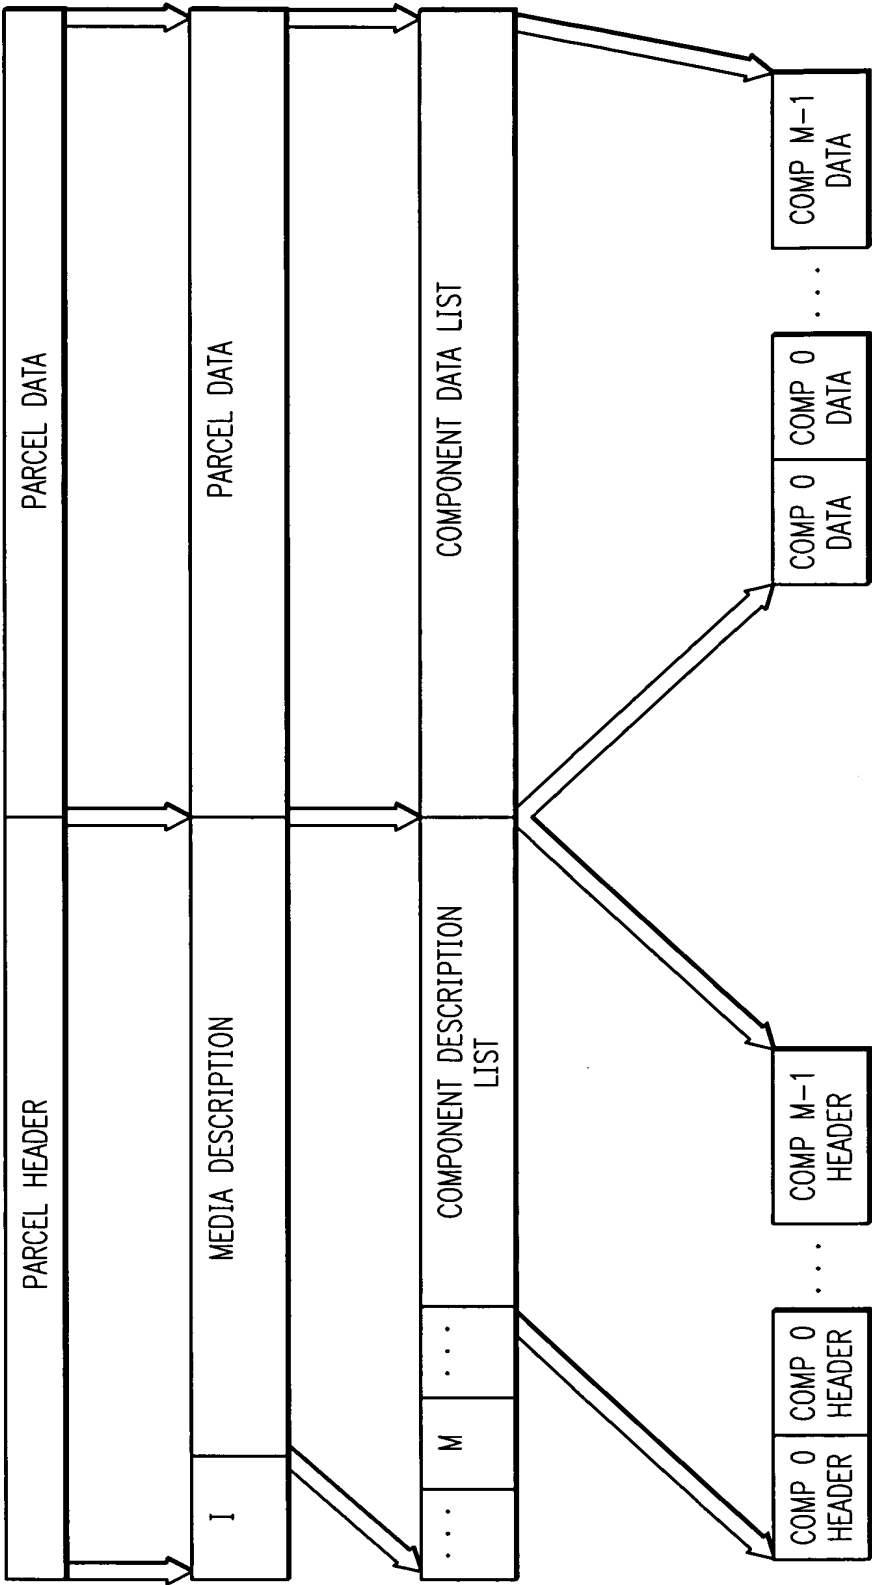 PARCEL HEADER
PARCEL DATA
I
MEDIA DESCRIPTION
PARCEL DATA
...
M
...
COMPONENT DESCRIPTION
LIST
COMPONENT DATA LIST
COMP 0
HEADER
COMP 0
HEADER
...
COMP M-1
HEADER
COMP 0
DATA
COMP 0
DATA
...
COMP M-1
DATA